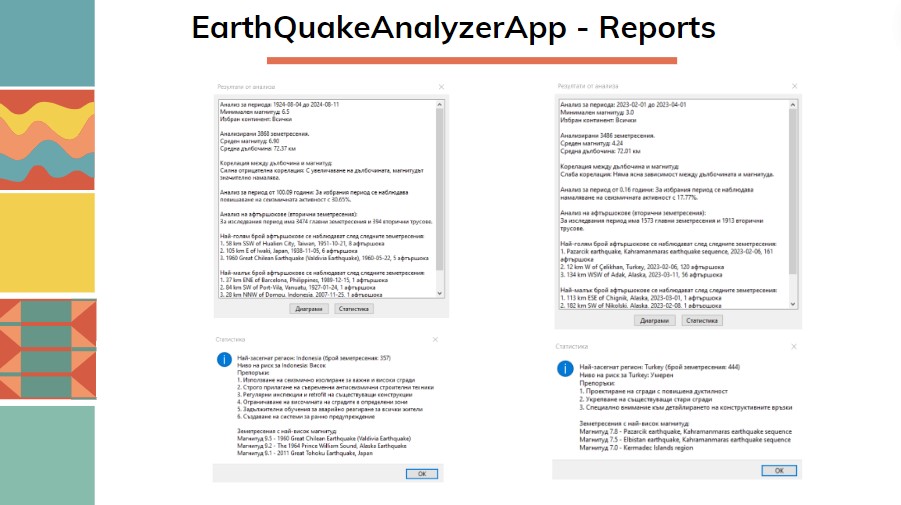 EarthQuakeAnalyzerApp - Reports
Резултати от анализа
Анализ за периода: 1924-08-04 до 2024-08-11
Минимален магнитуд: 6.5
Избран континент: Всички
Анализирани 3868 земетресения.
Среден магнитуд: 6.90
Средна дълбочина: 72.37 км
Корелация между дълбочина и магнитуд:
Силна отрицателна корелация: С увеличаване на дълбочината, магнитудът
значително намалява.
Анализ за период от 100.09 години: За избрания период се наблюдава
повишаване на сеизмичната активност с 30.65%.
Анализ на афтършокове (вторични земетресения):
За изследвания период има 3474 главни земетресения и 394 вторични трусове.
Най-голям брой афтършокове се наблюдават след следните земетресения:
1. 58 km SSW of Hualien City, Taiwan, 1951-10-21, 8 афтършока
2. 105 km E of Iwaki, Japan, 1938-11-05, 6 афтършока
3. 1960 Great Chilean Earthquake (Valdivia Earthquake), 1960-05-22, 5 афтършока
Най-малък брой афтършокове се наблюдават след следните земетресения:
1. 37 km ENE of Barcelona, Philippines, 1989-12-15, 1 афтършока
2. 84 km SW of Port-Vila, Vanuatu, 1927-01-24, 1 афтършока
3. 28 km NNW of Dompu, Indonesia, 2007-11-25, 1 афтършока
Диаграми Статистика
Статистика
Най-засегнат регион: Indonesia (брой земетресения: 357)
Ниво на риск за Indonesia: Висок
Препоръки:
1. Използване на сеизмично изолиране за важни и високи сгради
2. Строго прилагане на съвременни антисеизмични строителни техники
3. Регулярни инспекции и retrofit на съществуващи конструкции
4. Ограничаване на височината на сградите в определени зони
5. Задължителни обучения за аварийно реагиране за всички жители
6. Създаване на системи за ранно предупреждение
Земетресения с най-висок магнитуд:
Магнитуд 9.5 - 1960 Great Chilean Earthquake (Valdivia Earthquake)
Магнитуд 9.2 - The 1964 Prince William Sound, Alaska Earthquake
Магнитуд 9.1 - 2011 Great Tohoku Earthquake, Japan
OK
Резултати от анализа
Анализ за периода: 2023-02-01 до 2023-04-01
Минимален магнитуд: 3.0
Избран континент: Всички
Анализирани 3486 земетресения.
Среден магнитуд: 4.24
Средна дълбочина: 72.01 км
Корелация между дълбочина и магнитуд:
Слаба корелация: Няма ясна зависимост между дълбочината и магнитуда.
Анализ за период от 0.16 години: За избрания период се наблюдава
намаляване на сеизмичната активност с 17.77%.
Анализ на афтършокове (вторични земетресения):
За изследвания период има 1573 главни земетресения и 1913 вторични
трусове.
Най-голям брой афтършокове се наблюдават след следните земетресения:
1. Pazarcik earthquake, Kahramanmaras earthquake sequence, 2023-02-06, 161
афтършока
2. 12 km W of Çelikhan, Turkey, 2023-02-06, 120 афтършока
3. 134 km WSW of Adak, Alaska, 2023-03-11, 56 афтършока
Най-малък брой афтършокове се наблюдават след следните земетресения:
1. 113 km ESE of Chignik, Alaska, 2023-03-01, 1 афтършока
2. 182 km SW of Nikolski, Alaska, 2023-02-08, 1 афтършока
Диаграми Статистика
Статистика
Най-засегнат регион: Turkey (брой земетресения: 444)
Ниво на риск за Turkey: Умерен
Препоръки:
1. Проектиране на сгради с повишена дуктилност
2. Укрепване на съществуващи стари сгради
3. Специално внимание към детайлирането на конструктивните връзки
Земетресения с най-висок магнитуд:
Магнитуд 7.8 - Pazarcik earthquake, Kahramanmaras earthquake sequence
Магнитуд 7.5 - Elbistan earthquake, Kahramanmaras earthquake sequence
Магнитуд 7.0 - Kermadec Islands region
OK